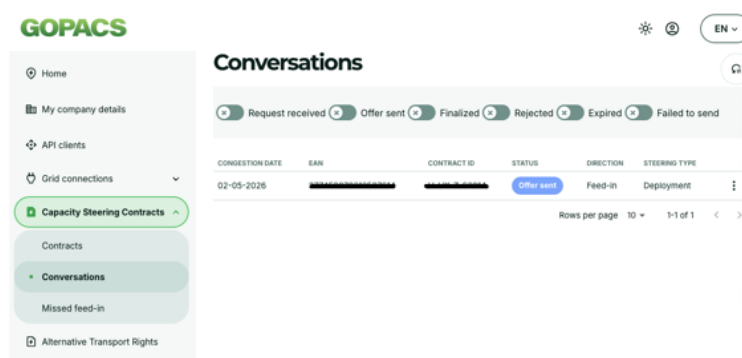 GOPACS
EN
Home
My company details
API clients
Grid connections
Capacity Steering Contracts
Contracts
Conversations
Missed feed-in
Alternative Transport Rights
Conversations
Request received Offer sent Finalized Rejected Expired Failed to send
CONGESTION DATE EAN CONTRACT ID STATUS DIRECTION STEERING TYPE
02-05-2026 Offer sent Feed-in Deployment
Rows per page 10 1-1 of 1